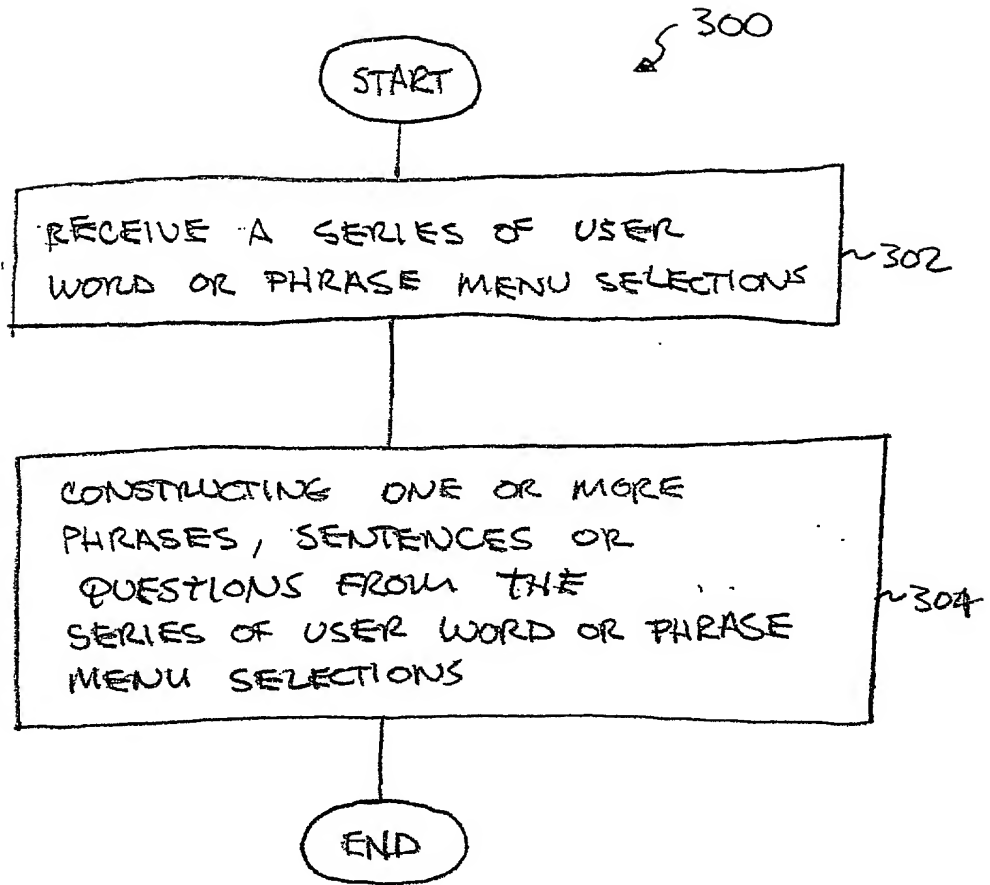 300
START
RECEIVE A SERIES OF USER
WORD OR PHRASE MENU SELECTIONS
302
CONSTRUCTING ONE OR MORE
PHRASES, SENTENCES OR
QUESTIONS FROM THE
SERIES OF USER WORD OR PHRASE
MENU SELECTIONS
304
END